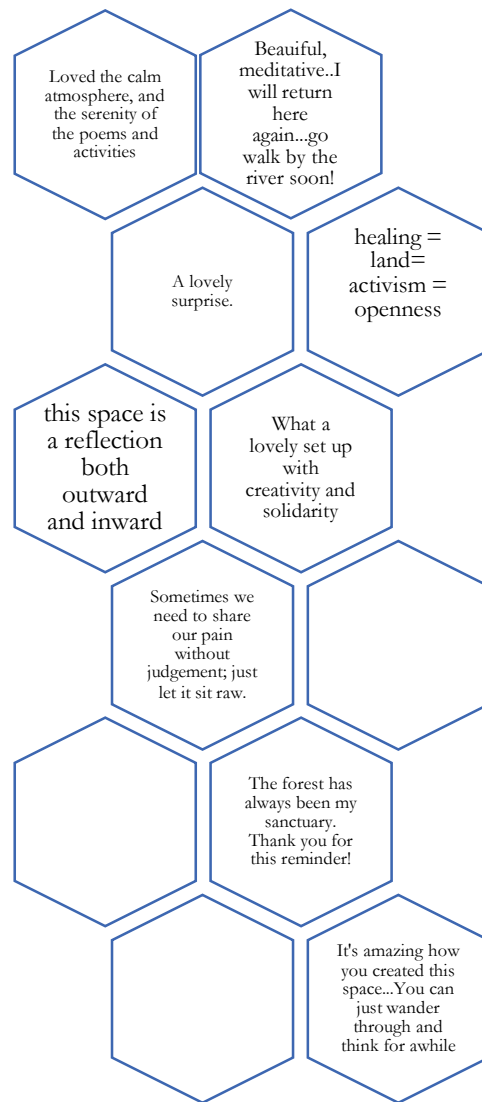 Loved the calm
atmosphere, and
the serenity of
the poems and
activities
Beauiful,
meditative..I
will return
here
again...go
walk by the
river soon!
A lovely
surprise.
healing =
land=
activism =
openness
this space is
a reflection
both
outward
and inward
What a
lovely set up
with
creativity and
solidarity
Sometimes we
need to share
our pain
without
judgement; just
let it sit raw.
The forest has
always been my
sanctuary.
Thank you for
this reminder!
It's amazing how
you created this
space...You can
just wander
through and
think for awhile